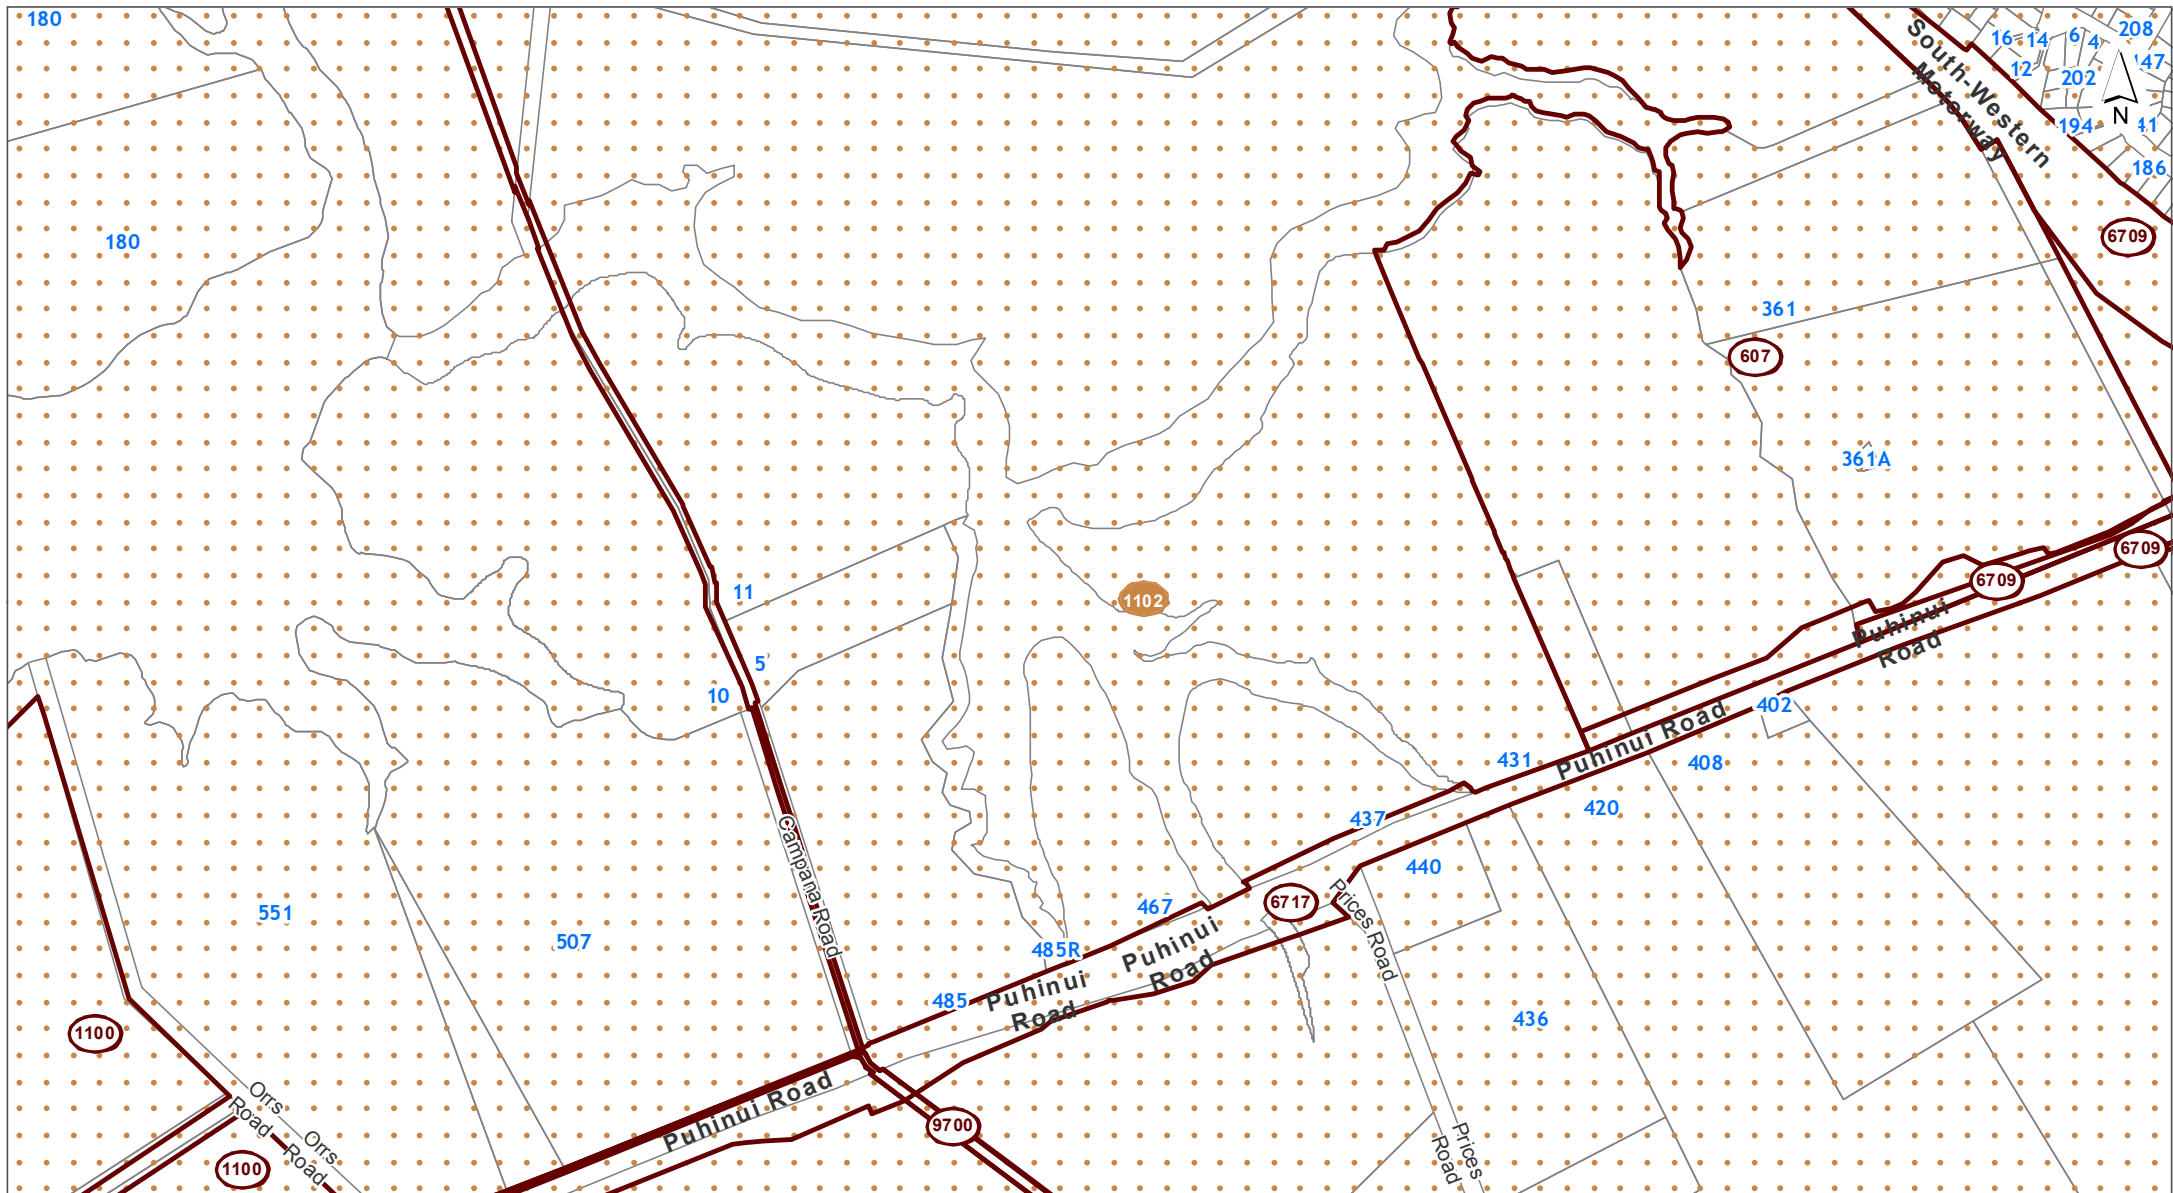 180
16
14
6
4
208
South-Western
Motorway
12
202
147
N
194
41
186
180
6709
361
607
361A
6709
6709
11
1102
Puhinui
Road
5
10
402
Puhinui Road
431
408
420
437
Campana Road
440
551
507
467
6717
Prices Road
485R
Puhinui
Road
485
Puhinui
Road
436
1100
Puhinui Road
Orrs
Road
9700
Orrs
Road
Prices
Road
1100